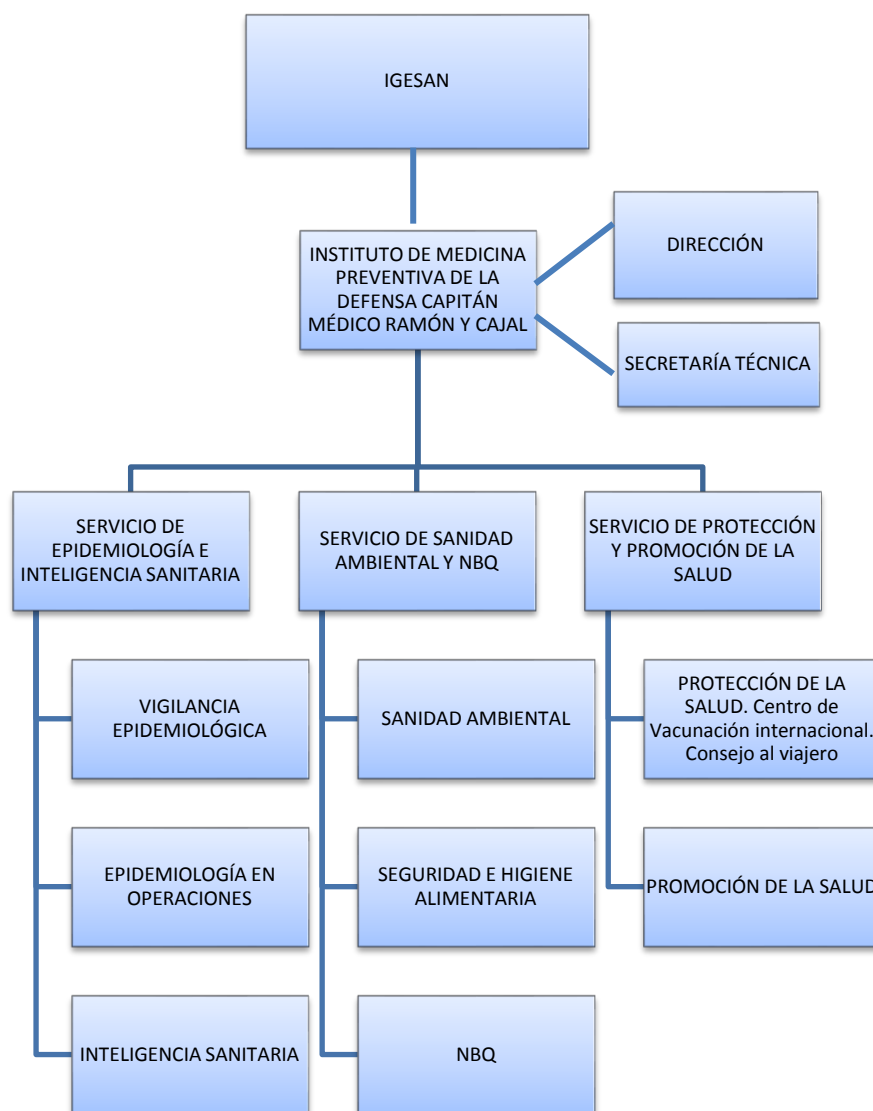 IGESAN
INSTITUTO DE MEDICINA
PREVENTIVA DE LA
DEFENSA CAPITÁN
MÉDICO RAMÓN Y CAJAL
DIRECCIÓN
SECRETARÍA TÉCNICA
SERVICIO DE
EPIDEMIOLOGÍA E
INTELIGENCIA SANITARIA
VIGILANCIA
EPIDEMIOLÓGICA
EPIDEMIOLOGÍA EN
OPERACIONES
INTELIGENCIA SANITARIA
SERVICIO DE SANIDAD
AMBIENTAL Y NBQ
SANIDAD AMBIENTAL
SEGURIDAD E HIGIENE
ALIMENTARIA
NBQ
SERVICIO DE PROTECCIÓN
Y PROMOCIÓN DE LA
SALUD
PROTECCIÓN DE LA
SALUD. Centro de
Vacunación internacional.
Consejo al viajero
PROMOCIÓN DE LA SALUD